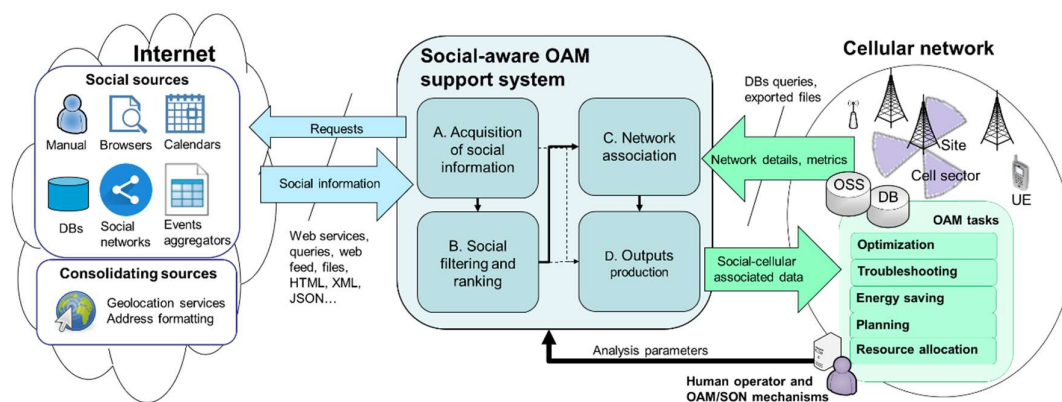 Internet
Social sources
Manual
Browsers
Calendars
DBs
Social
networks
Events
aggregators
Consolidating sources
Geolocation services
Address formatting
Requests
Social information
Web services,
queries, web
feed, files,
HTML, XML,
JSON…
Social-aware OAM
support system
A. Acquisition
of social
information
B. Social
filtering and
ranking
C. Network
association
D. Outputs
production
Analysis parameters
DBs queries,
exported files
Network details, metrics
Social-cellular
associated data
Cellular network
Site
Cell sector
UE
OSS
DB
OAM tasks
Optimization
Troubleshooting
Energy saving
Planning
Resource allocation
Human operator and
OAM/SON mechanisms